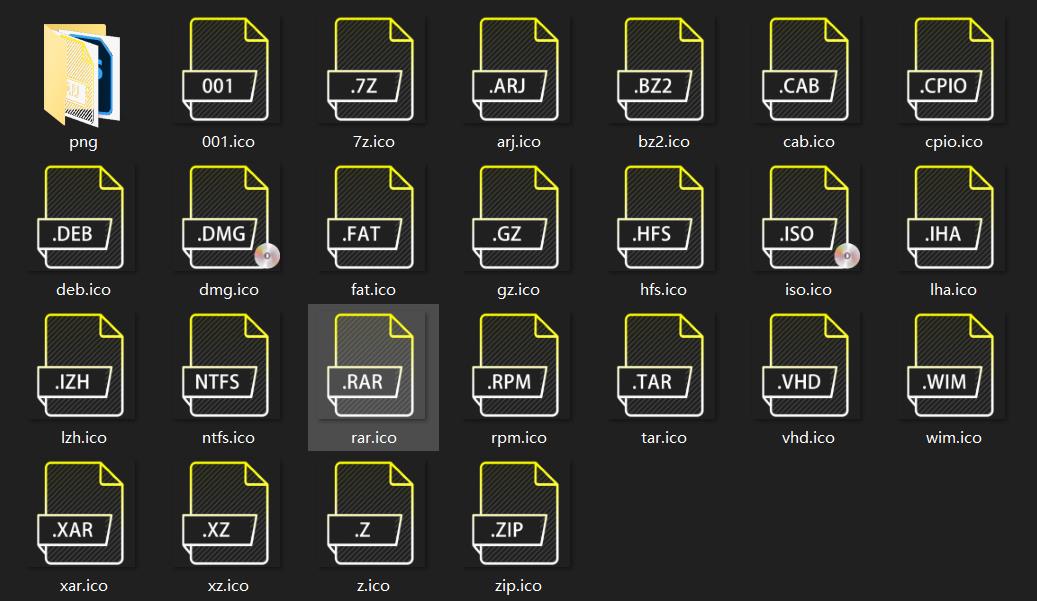 001 .7Z .ARJ .BZ2 .CAB .CPIO
png 001.ico 7z.ico arj.ico bz2.ico cab.ico cpio.ico
.DEB .DMG .FAT .GZ .HFS .ISO .IHA
deb.ico dmg.ico fat.ico gz.ico hfs.ico iso.ico lha.ico
.IZH NTFS .RAR .RPM .TAR .VHD .WIM
lzh.ico ntfs.ico rar.ico rpm.ico tar.ico vhd.ico wim.ico
.XAR .XZ .Z .ZIP
xar.ico xz.ico z.ico zip.ico